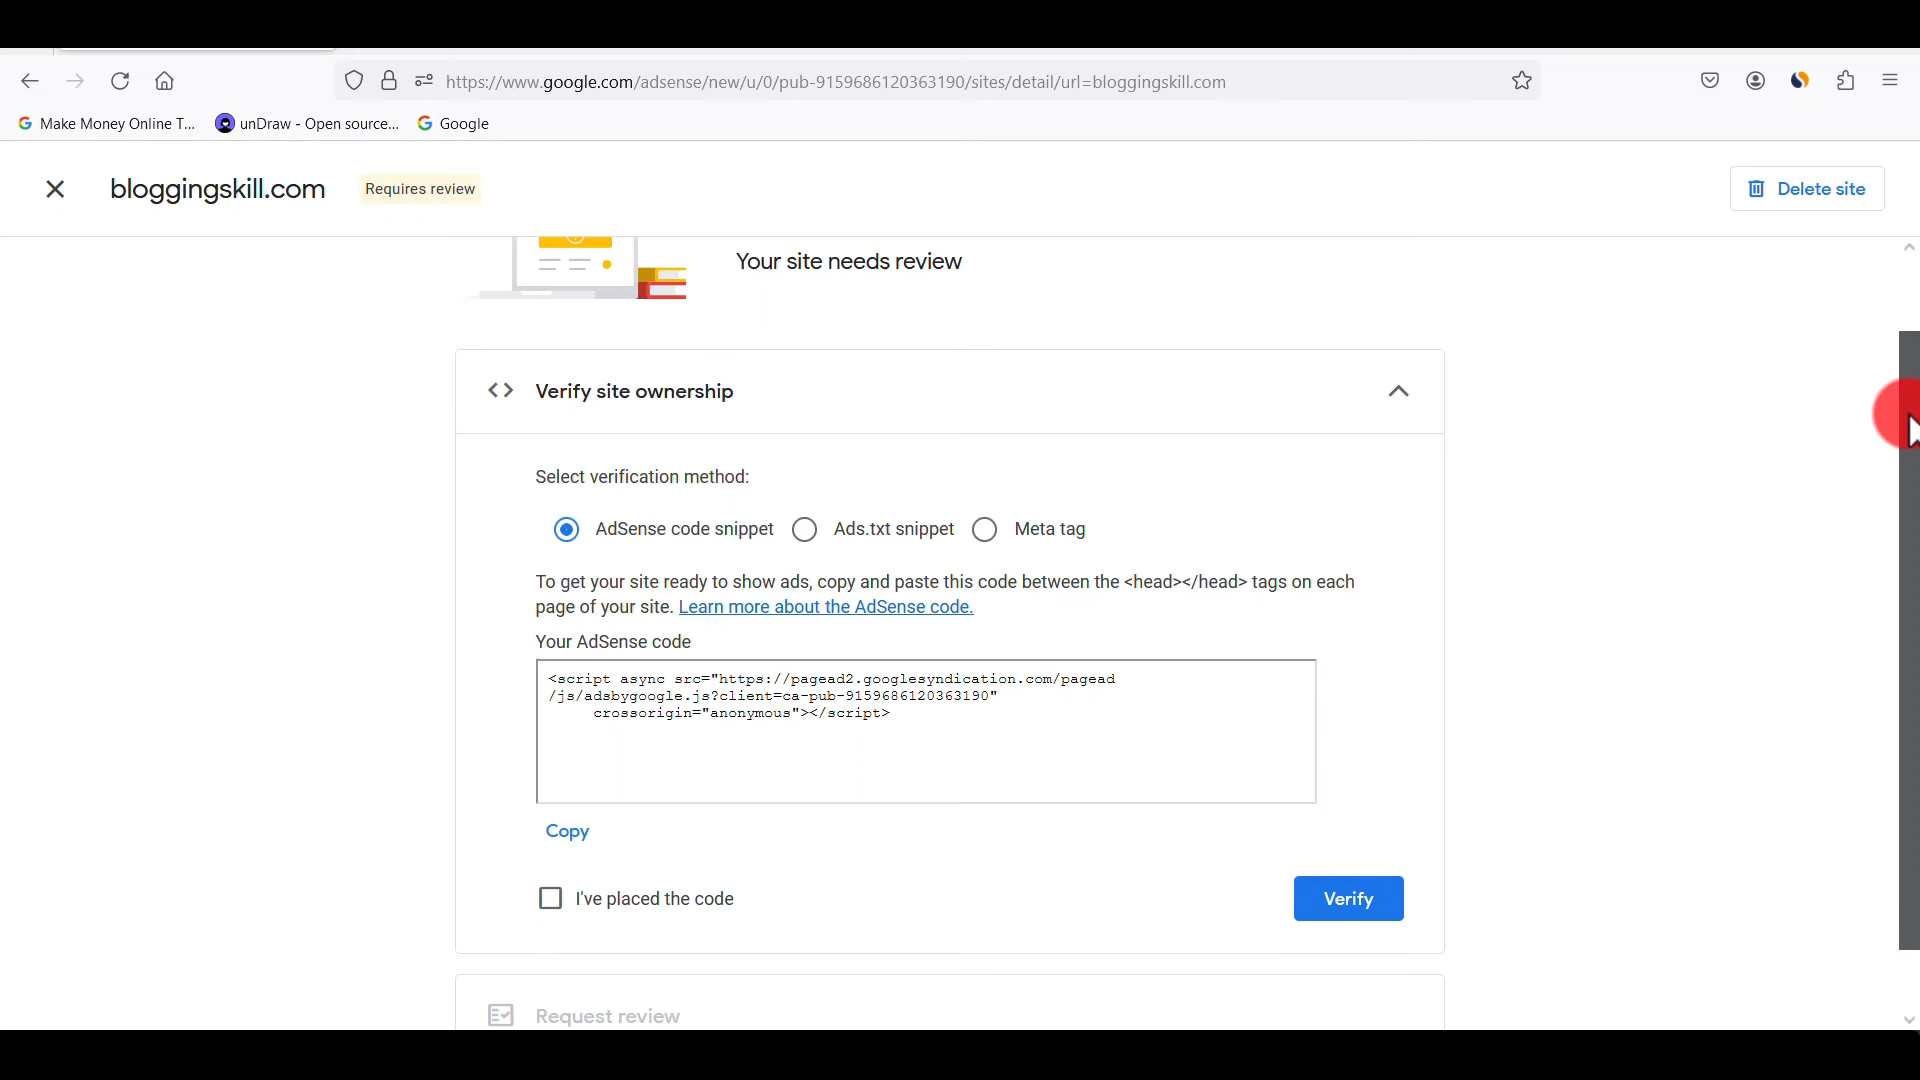 https://www.google.com/adsense/new/u/0/pub-9159686120363190/sites/detail/url=bloggingskill.com
Make Money Online T... unDraw - Open source... Google
bloggingskill.com Requires review Delete site
Your site needs review
Verify site ownership
Select verification method:
AdSense code snippet Ads.txt snippet Meta tag
To get your site ready to show ads, copy and paste this code between the <head></head> tags on each
page of your site. Learn more about the AdSense code.
Your AdSense code
<script async src="https://pagead2.googlesyndication.com/pagead
/js/adsbygoogle.js?client=ca-pub-9159686120363190"
crossorigin="anonymous"></script>
Copy
I've placed the code Verify
Request review